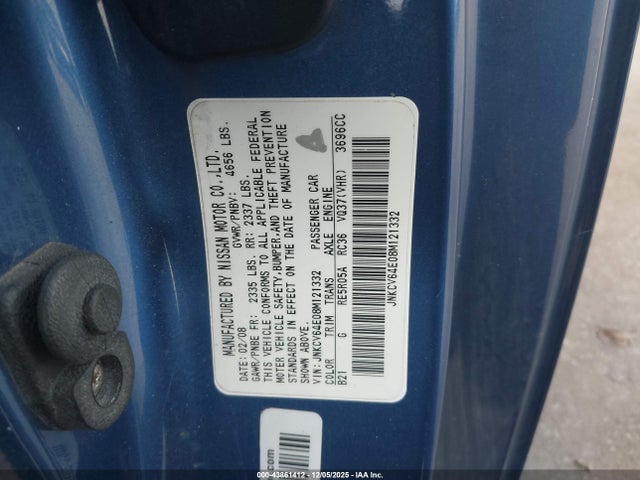 MANUFACTURED BY NISSAN MOTOR CO.,LTD.
DATE: 02/08 GVWR/PNBV: 4656 LBS.
GAWR/PNBE FR: 2335 LBS. RR: 2337 LBS.
THIS VEHICLE CONFORMS TO ALL APPLICABLE FEDERAL
MOTOR VEHICLE SAFETY,BUMPER,AND THEFT PREVENTION
STANDARDS IN EFFECT ON THE DATE OF MANUFACTURE
SHOWN ABOVE.
VIN: JNKCV64E08M121332 PASSENGER CAR
COLOR TRIM TRANS AXLE ENGINE
B21 G RE5R05A RC36 VQ37(VHR) 3696CC
JNKCV64E08M121332
.com
000-43861412 12/05/2025 IAA Inc.